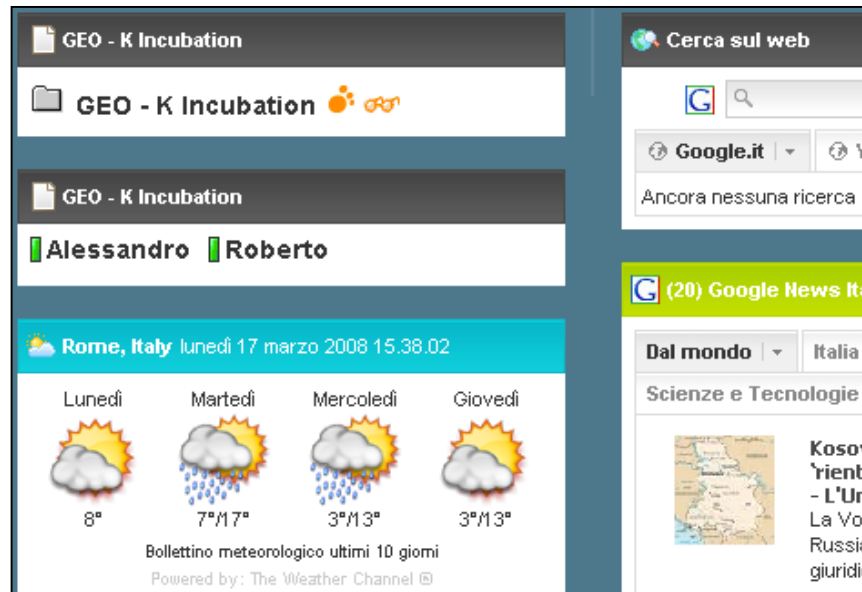 GEO - K Incubation
GEO - K Incubation
GEO - K Incubation
Alessandro Roberto
Rome, Italy lunedì 17 marzo 2008 15.38.02
Lunedì Martedì Mercoledì Giovedì
8° 7°/17° 3°/13° 3°/13°
Bollettino meteorologico ultimi 10 giorni
Powered by: The Weather Channel ®
Cerca sul web
G
Google.it
Ancora nessuna ricerca
G (20) Google News Ita
Dal mondo Italia
Scienze e Tecnologie
Kosov
'rient
- L'Un
La Vo
Russia
giuridi